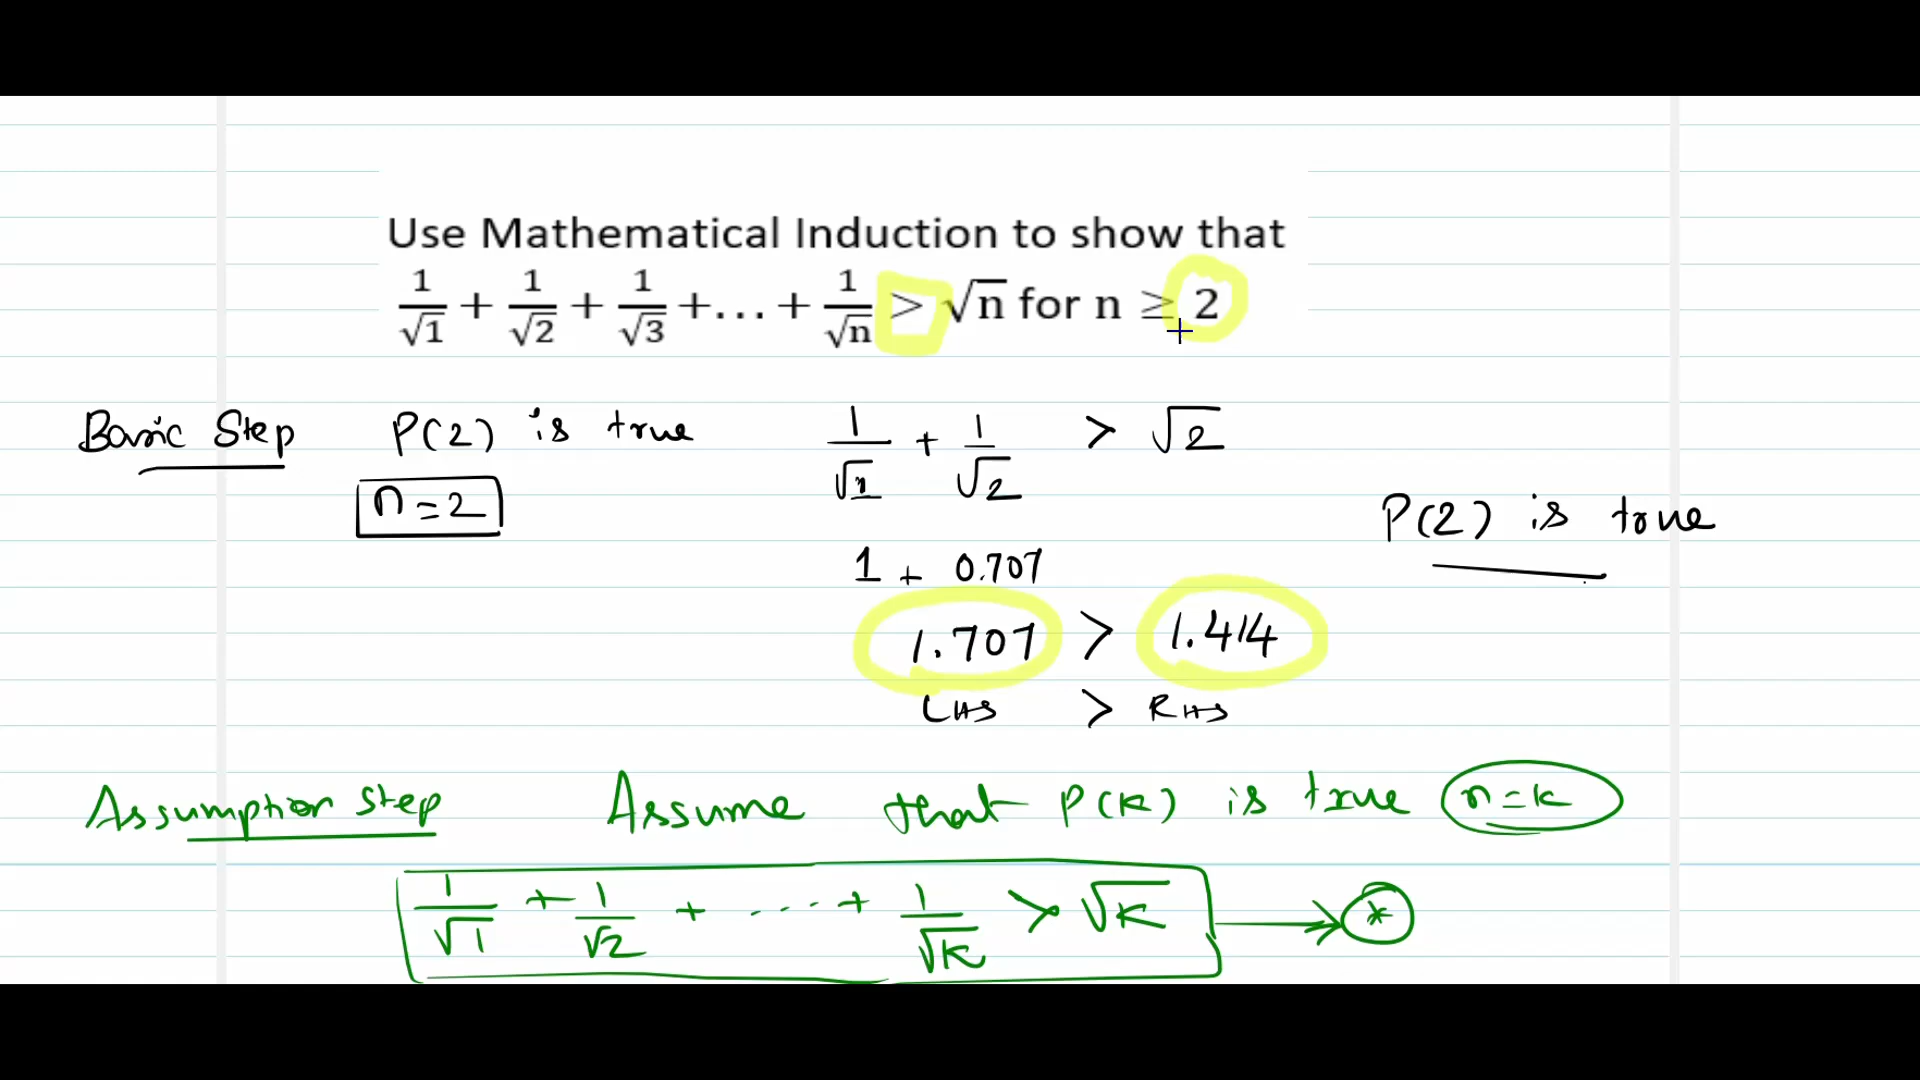 Use Mathematical Induction to show that
1/√1 + 1/√2 + 1/√3 +...+ 1/√n > √n for n ≥ 2
Basic Step P(2) is true 1/√1 + 1/√2 > √2
n=2
P(2) is true
1 + 0.707
1.707 > 1.414
LHS > RHS
Assumption Step Assume that P(k) is true n=k
1/√1 + 1/√2 + ....+ 1/√k > √k → *